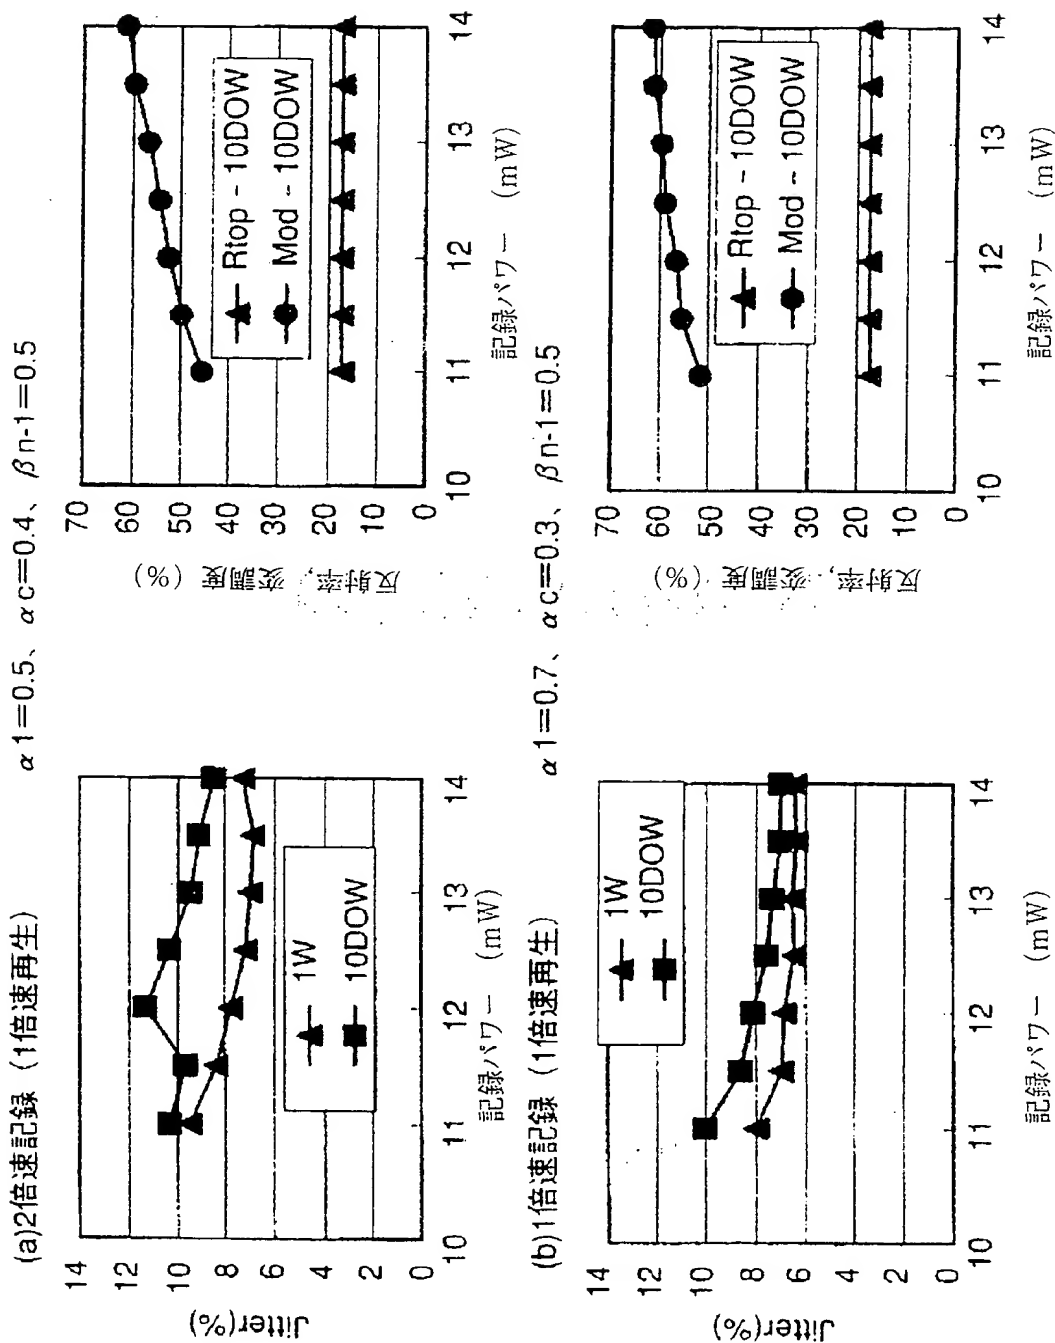 (a)2倍速記録（1倍速再生）
α1=0.5、αc=0.4、βn-1=0.5
Jitter(%)
14
12
10
8
6
4
2
0
1W
10DOW
10
11
12
13
14
記録パワー (mW)
反射率, 変調度 (%)
70
60
50
40
30
20
10
0
Rtop - 10DOW
Mod - 10DOW
10
11
12
13
14
記録パワー (mW)
(b)1倍速記録（1倍速再生）
α1=0.7、αc=0.3、βn-1=0.5
Jitter(%)
14
12
10
8
6
4
2
0
1W
10DOW
10
11
12
13
14
記録パワー (mW)
反射率, 変調度 (%)
70
60
50
40
30
20
10
0
Rtop - 10DOW
Mod - 10DOW
10
11
12
13
14
記録パワー (mW)